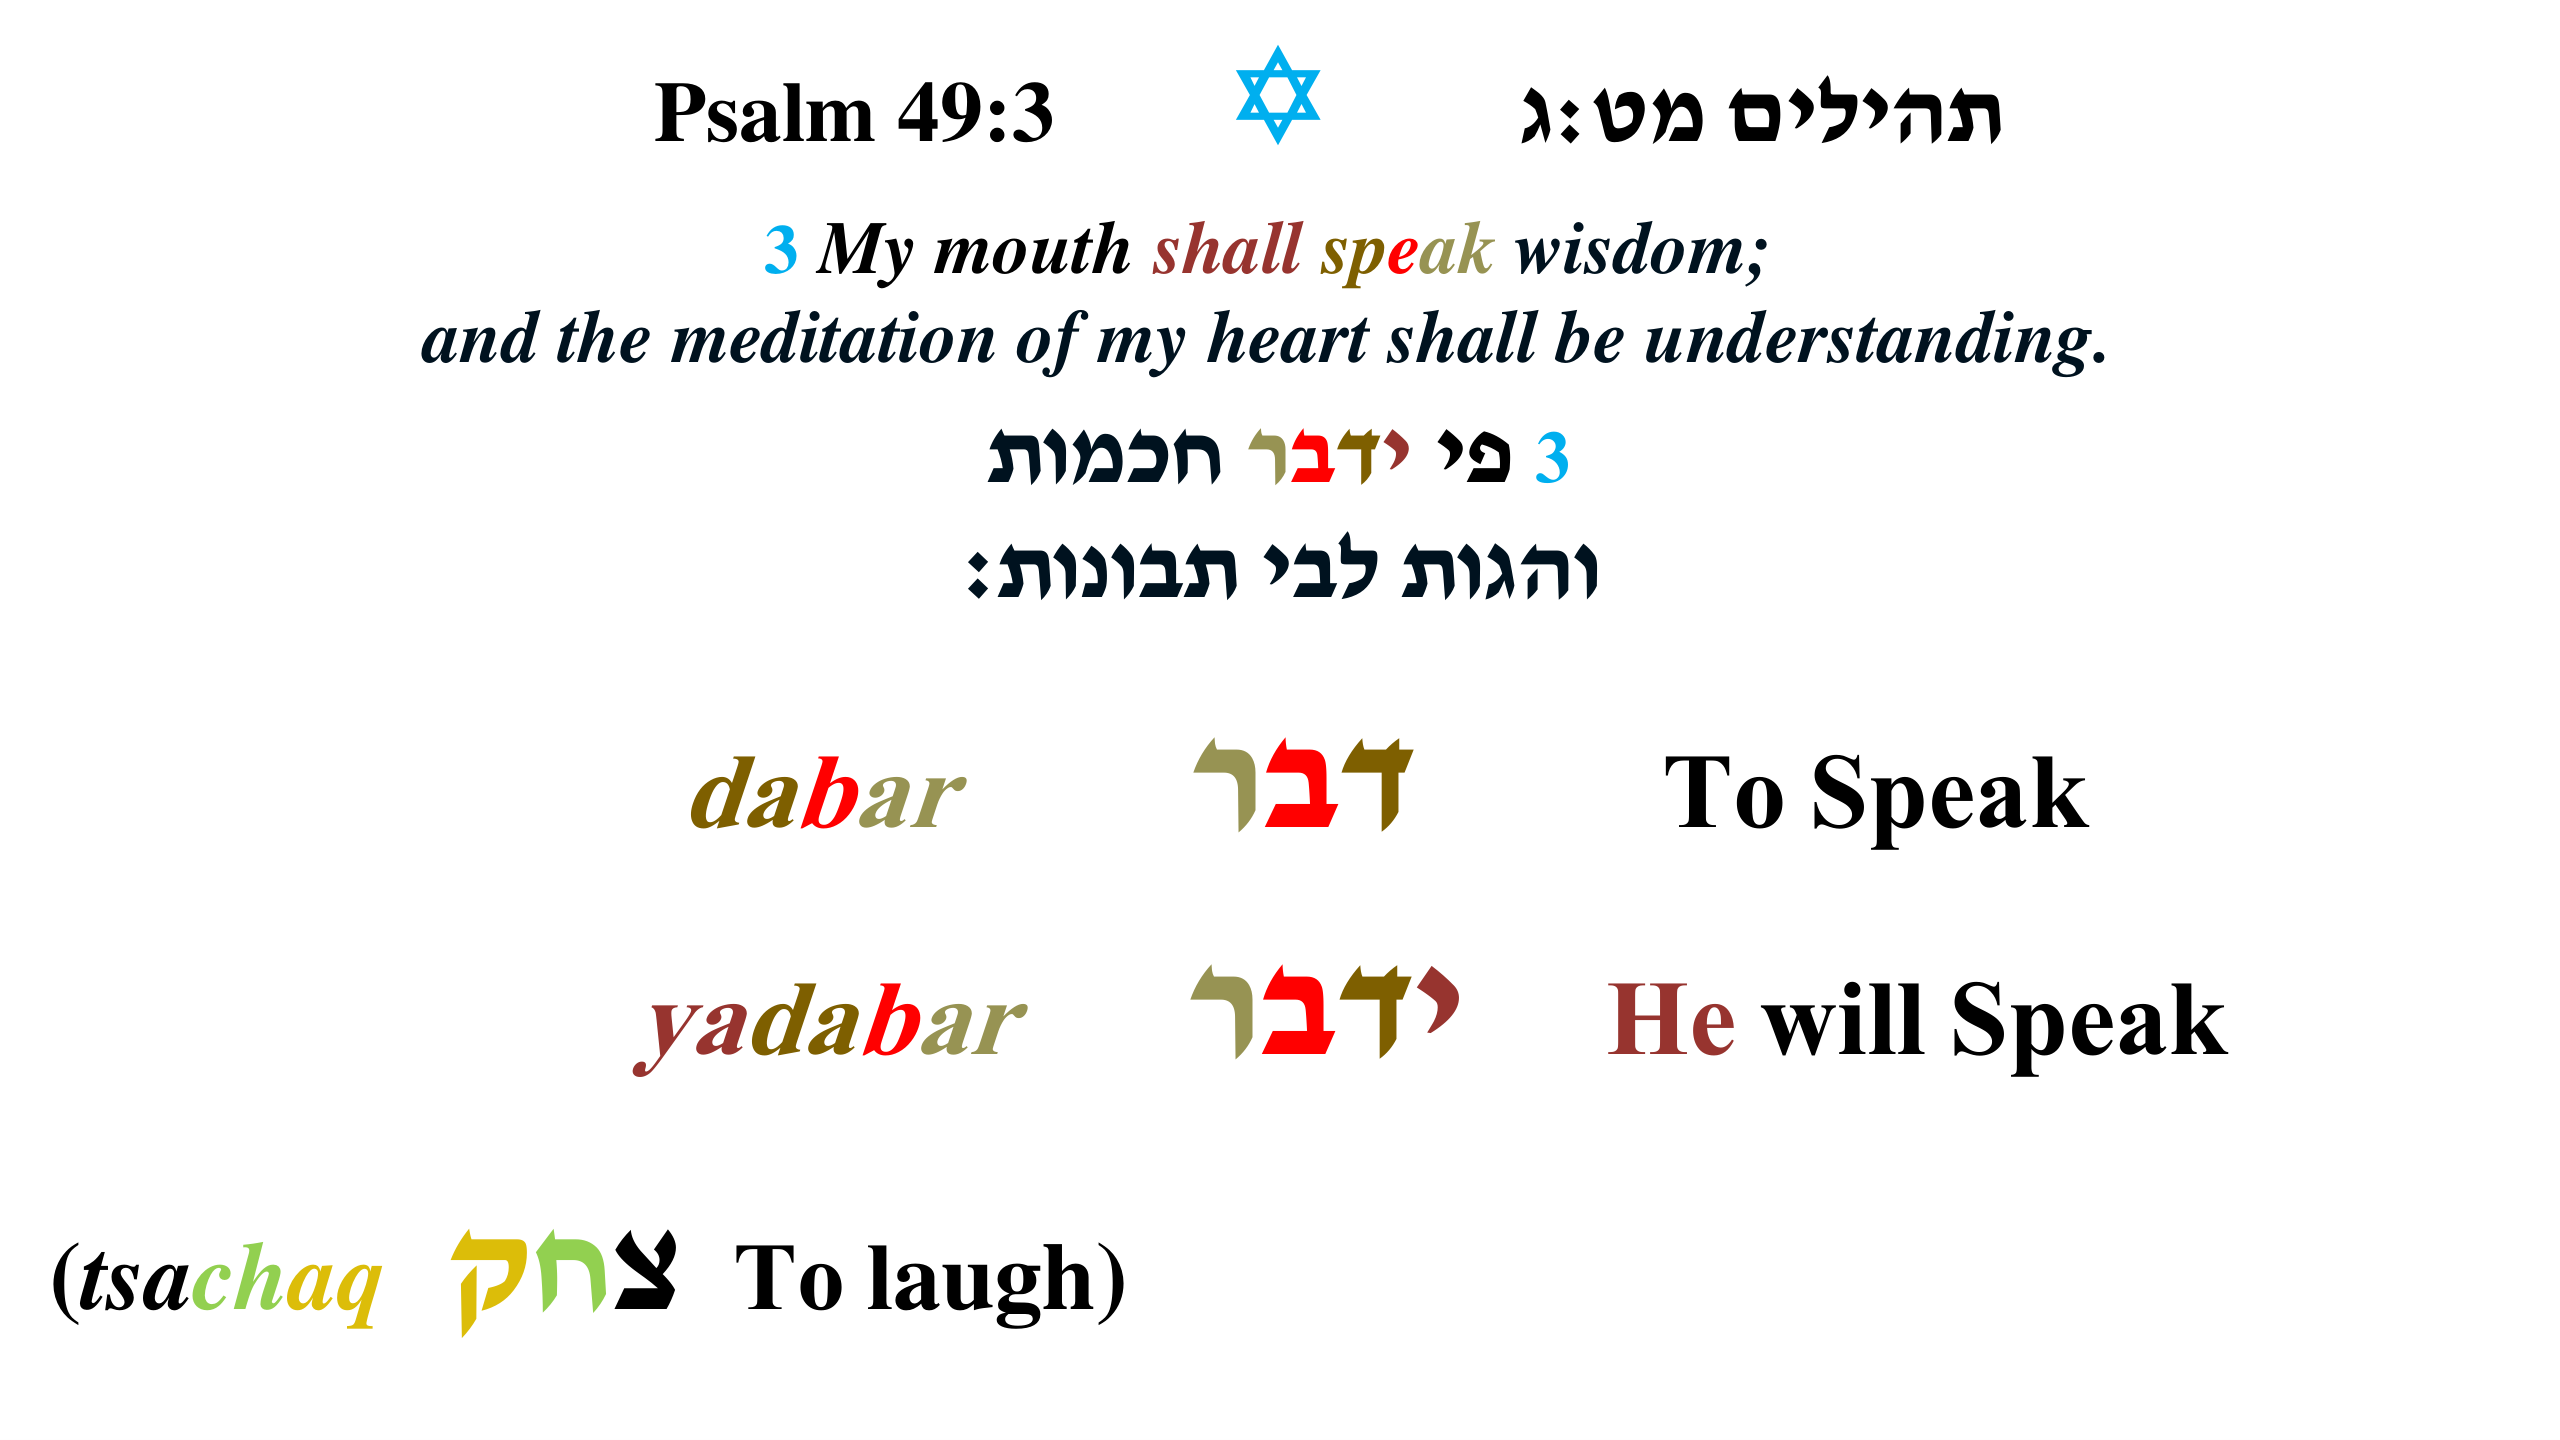 Psalm 49:3 ✡ תהילים מט:ג
3 My mouth shall speak wisdom;
and the meditation of my heart shall be understanding.
3 פי ידבר חכמות
והגות לבי תבונות:
dabar דבר To Speak
yadabar ידבר He will Speak
(tsachaq צחק To laugh)